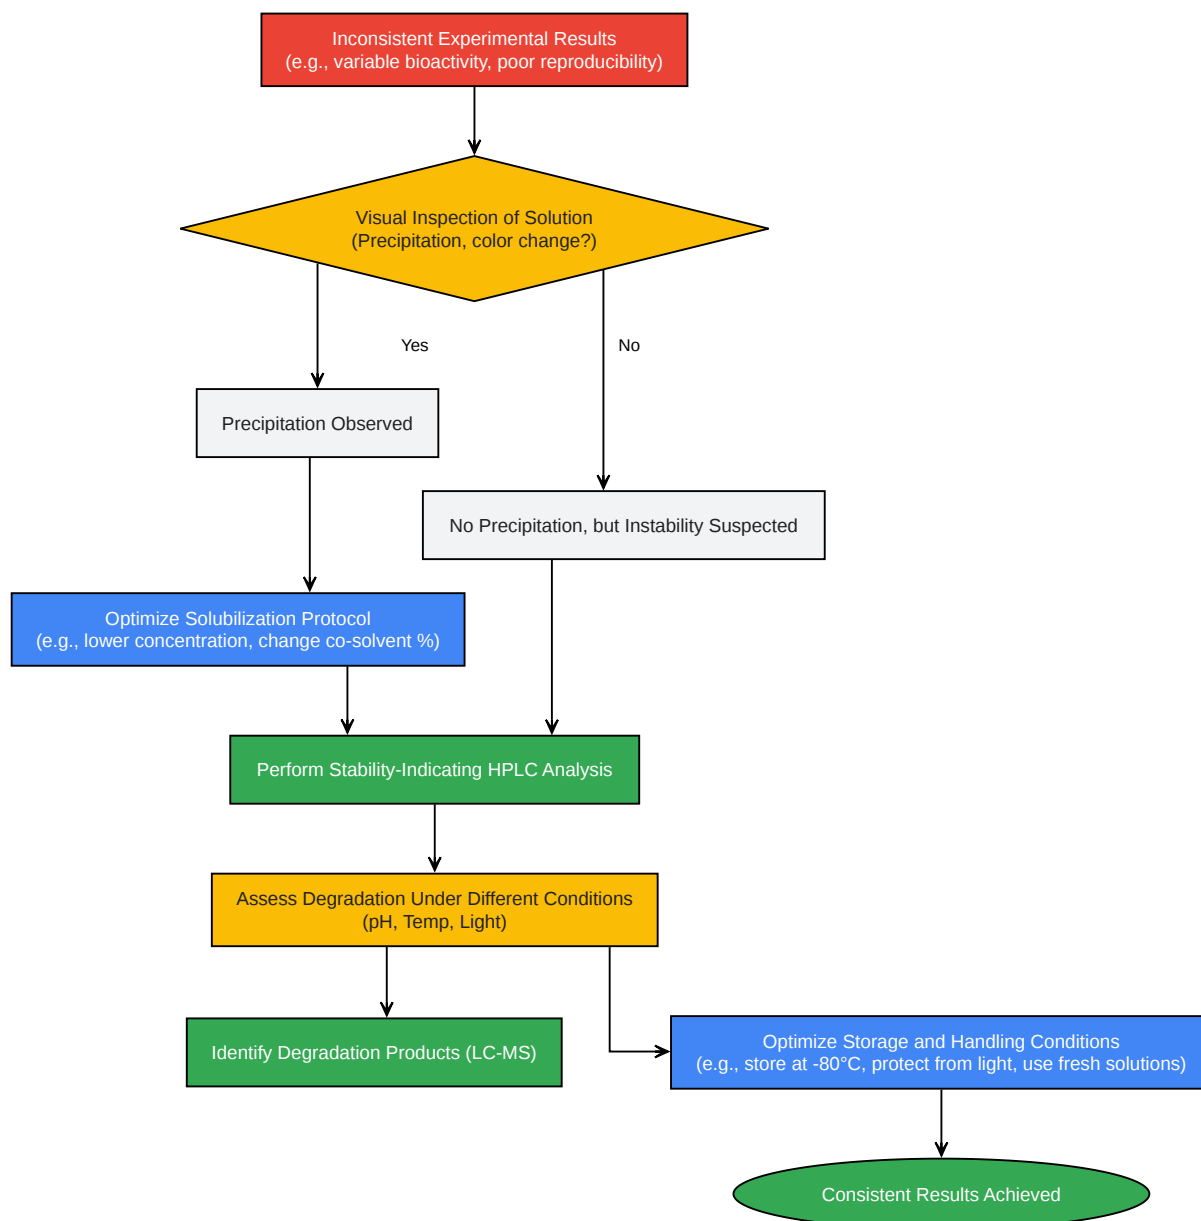 Inconsistent Experimental Results
(e.g., variable bioactivity, poor reproducibility)
Visual Inspection of Solution
(Precipitation, color change?)
Yes
No
Precipitation Observed
No Precipitation, but Instability Suspected
Optimize Solubilization Protocol
(e.g., lower concentration, change co-solvent %)
Perform Stability-Indicating HPLC Analysis
Assess Degradation Under Different Conditions
(pH, Temp, Light)
Identify Degradation Products (LC-MS)
Optimize Storage and Handling Conditions
(e.g., store at -80°C, protect from light, use fresh solutions)
Consistent Results Achieved